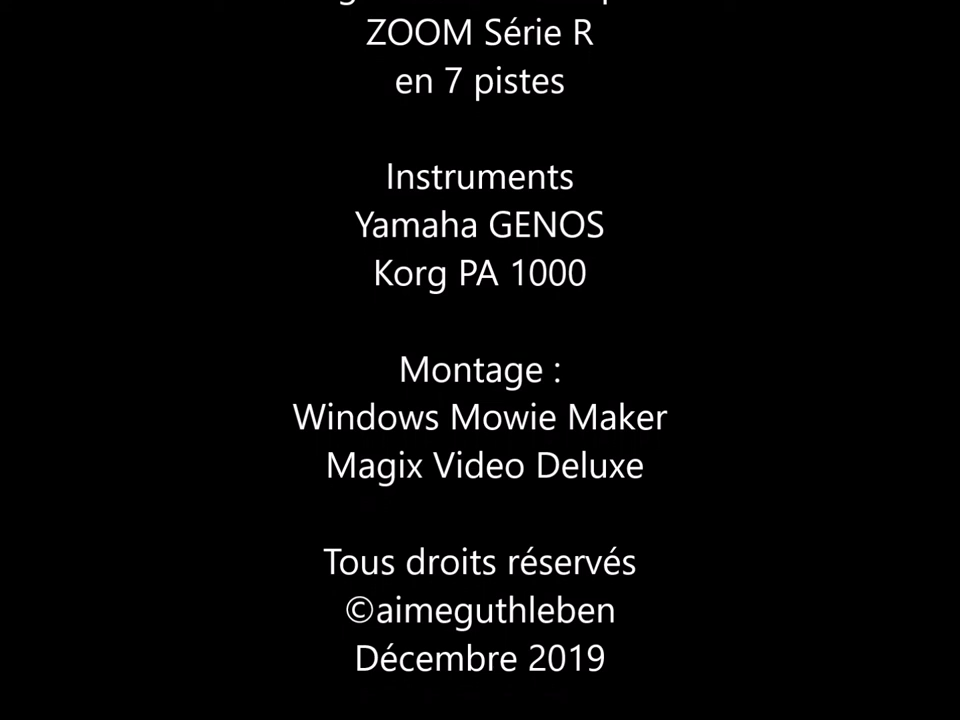 ZOOM Série R
en 7 pistes
Instruments
Yamaha GENOS
Korg PA 1000
Montage :
Windows Mowie Maker
Magix Video Deluxe
Tous droits réservés
©aimeguthleben
Décembre 2019